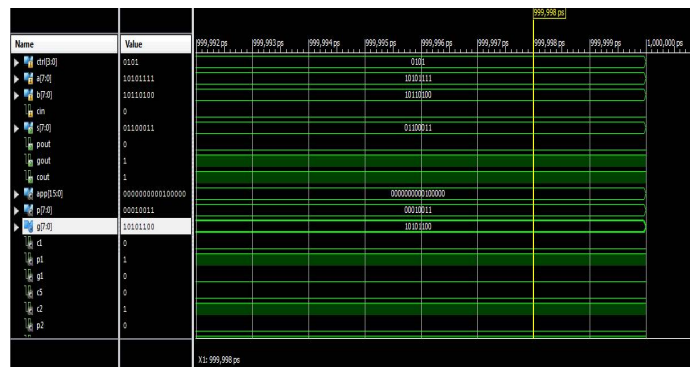 999,998 ps
Name Value 999,992 ps 999,993 ps 999,994 ps 999,995 ps 999,996 ps 999,997 ps 999,998 ps 999,999 ps 1,000,000 ps
ctrl[3:0] 0101 0101
a[7:0] 10101111 10101111
b[7:0] 10110100 10110100
cin 0
s[7:0] 01100011 01100011
pout 0
gout 1
cout 1
app[15:0] 0000000000100000 0000000000100000
p[7:0] 00010011 00010011
g[7:0] 10101100 10101100
c1 0
p1 1
g1 0
c5 0
c2 1
p2 0
X1: 999,998 ps